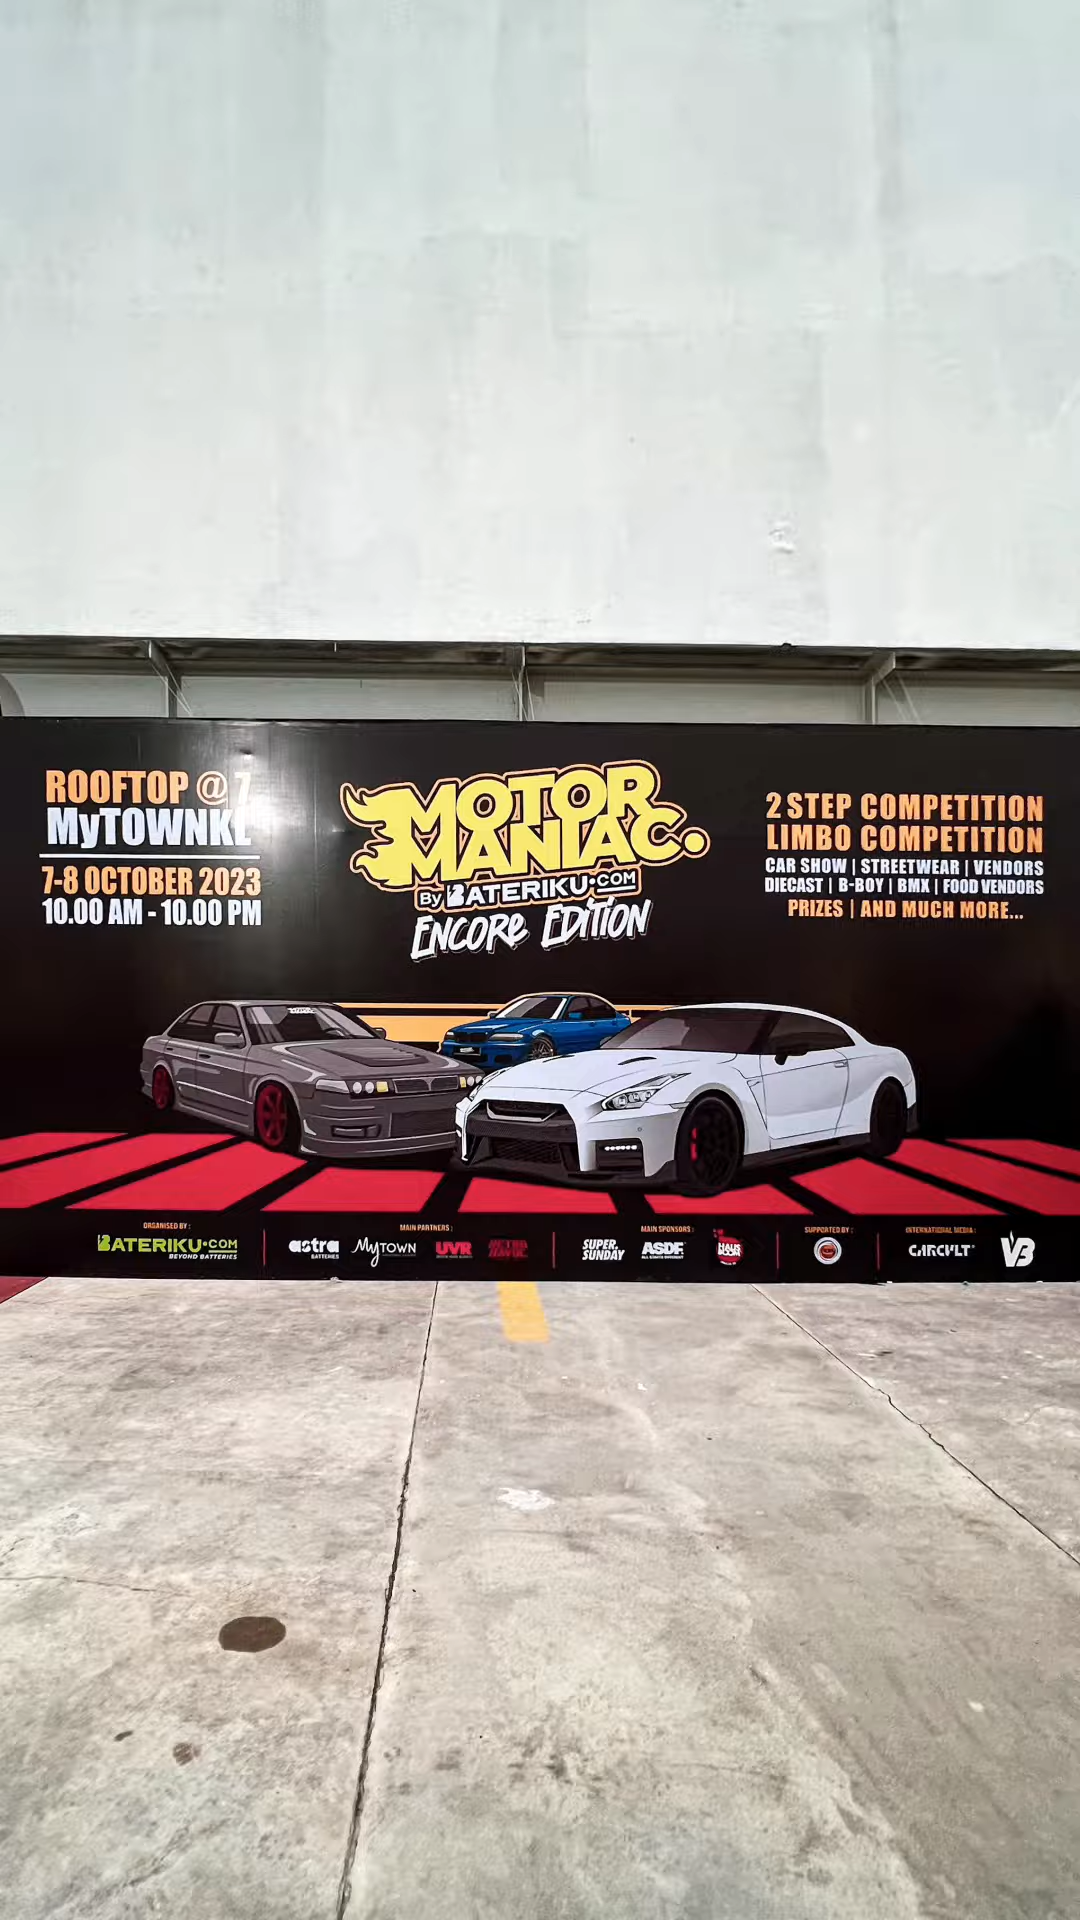 ROOFTOP @ 7
MyTOWNKL
7-8 OCTOBER 2023
10.00 AM - 10.00 PM
MOTOR
MANIAC.
By BATERIKU.COM
ENCORE EDITION
2 STEP COMPETITION
LIMBO COMPETITION
CAR SHOW | STREETWEAR | VENDORS
DIECAST | B-BOY | BMX | FOOD VENDORS
PRIZES | AND MUCH MORE...
ORGANISED BY :
BATERIKU.COM
BEYOND BATTERIES
MAIN PARTNERS :
astra
BATTERIES
MyTOWN
UVR
MAIN SPONSORS :
SUPER.
SUNDAY
ASDF
SUPPORTED BY :
INTERNATIONAL MEDIA :
CIRCVLT
VB